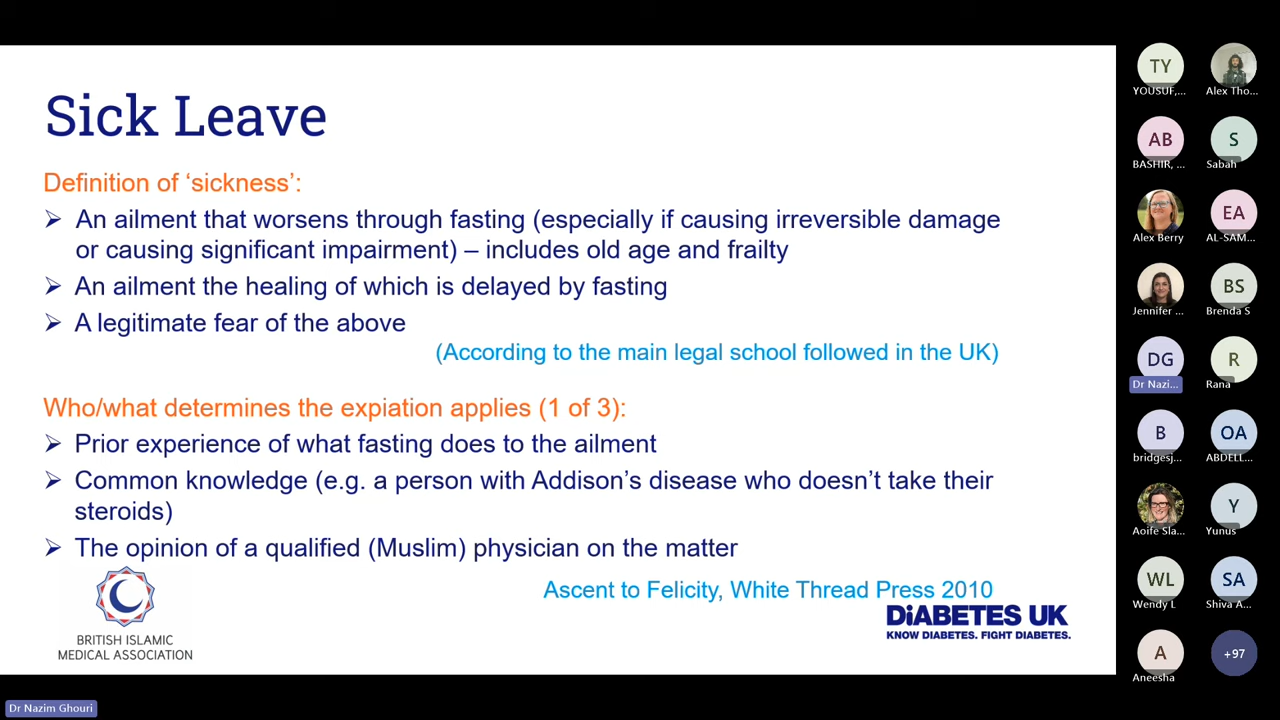 Sick Leave
Definition of ‘sickness’:
➢ An ailment that worsens through fasting (especially if causing irreversible damage
or causing significant impairment) – includes old age and frailty
➢ An ailment the healing of which is delayed by fasting
➢ A legitimate fear of the above
(According to the main legal school followed in the UK)
Who/what determines the expiation applies (1 of 3):
➢ Prior experience of what fasting does to the ailment
➢ Common knowledge (e.g. a person with Addison’s disease who doesn’t take their
steroids)
➢ The opinion of a qualified (Muslim) physician on the matter
Ascent to Felicity, White Thread Press 2010
BRITISH ISLAMIC
MEDICAL ASSOCIATION
DiABETES UK
KNOW DIABETES. FIGHT DIABETES.
TY
YOUSUF,...
Alex Tho...
AB
BASHIR, ...
S
Sabah
Alex Berry
EA
AL-SAM...
Jennifer ...
BS
Brenda S
DG
Dr Nazi...
R
Rana
B
bridgesj...
OA
ABDELL...
Aoife Sla...
Y
Yunus
WL
Wendy L
SA
Shiva A...
A
Aneesha
+97
Dr Nazim Ghouri